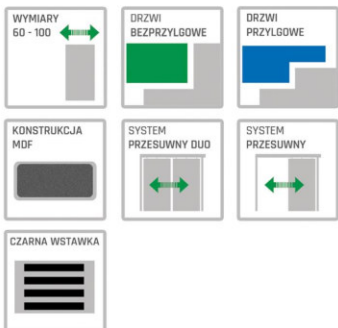 WYMIARY
60 - 100
DRZWI
BEZPRZYLGOWE
DRZWI
PRZYLGOWE
KONSTRUKCJA
MDF
SYSTEM
PRZESUWNY DUO
SYSTEM
PRZESUWNY
CZARNA WSTAWKA